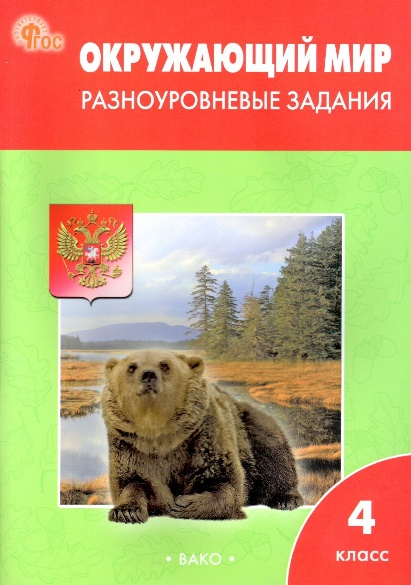 ФГОС
ОКРУЖАЮЩИЙ МИР
РАЗНОУРОВНЕВЫЕ ЗАДАНИЯ
4
класс
• ВАКО •